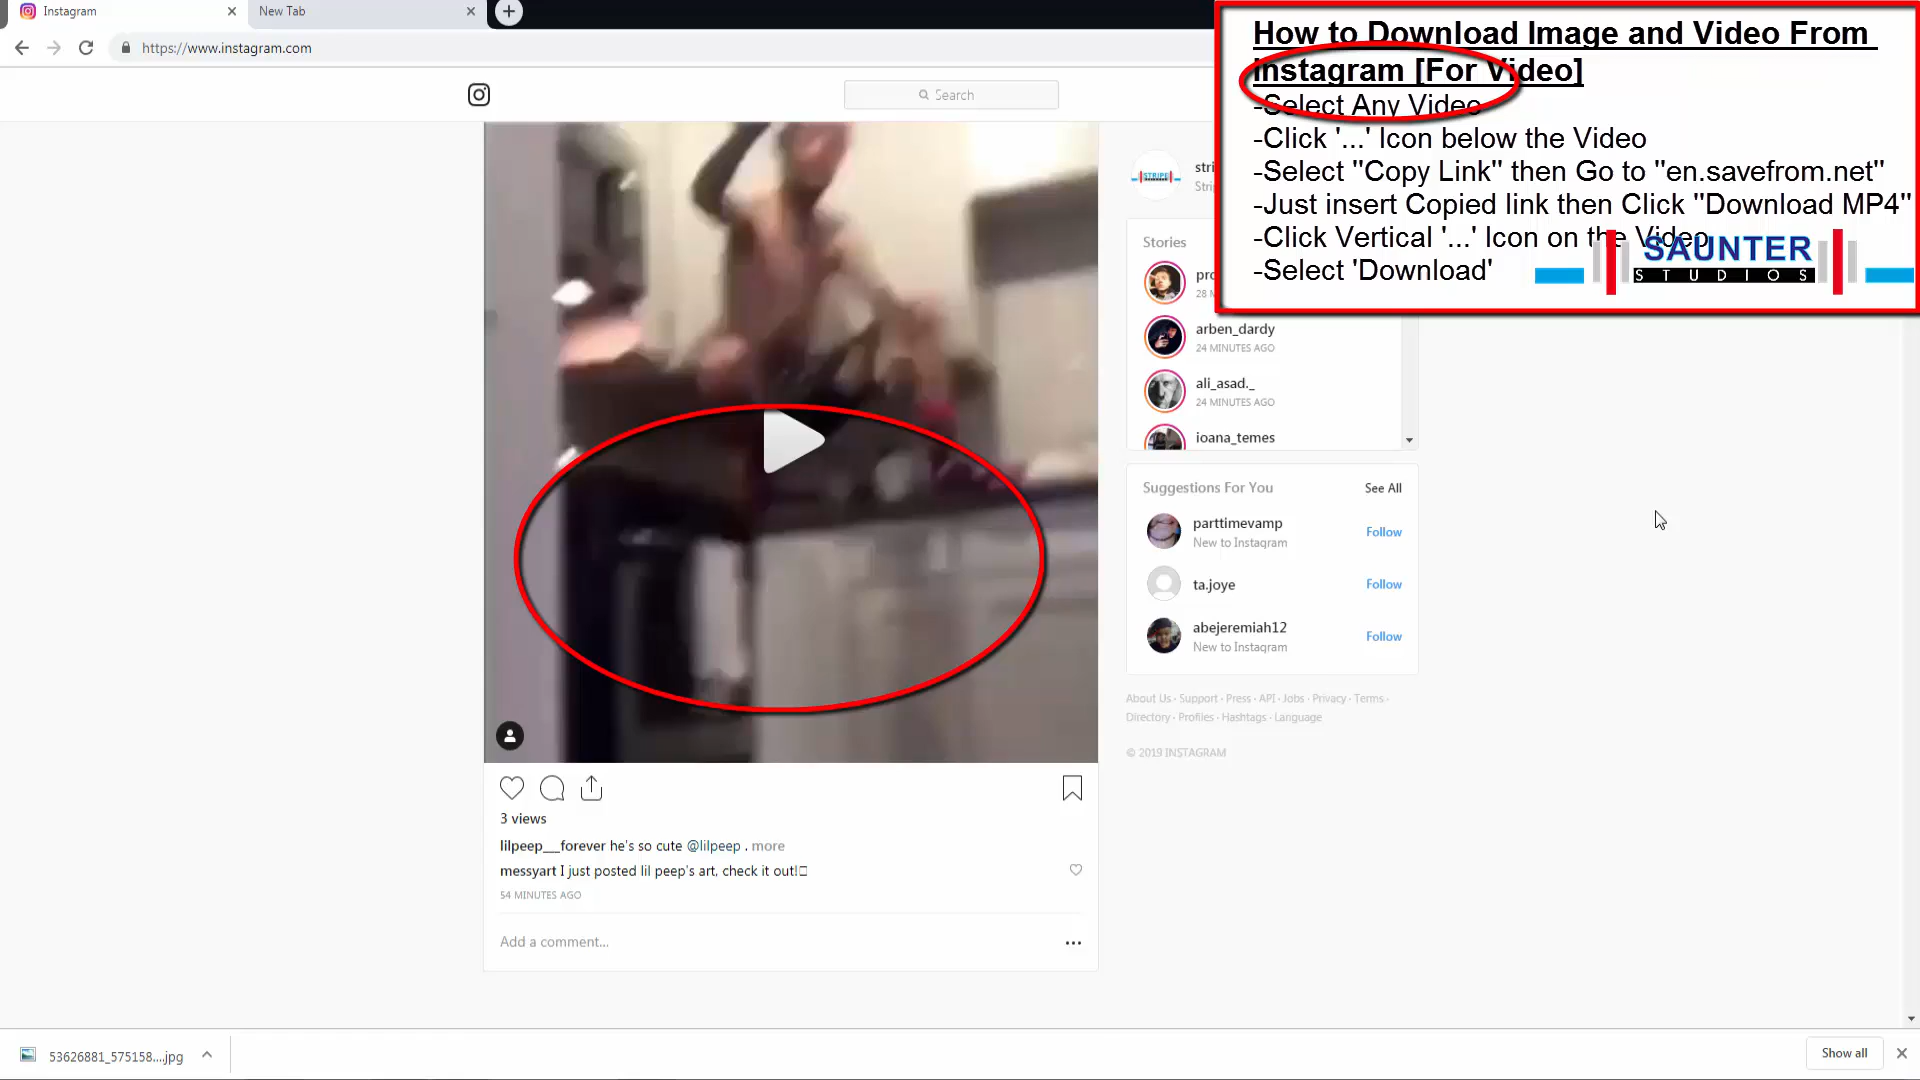 Instagram
New Tab
https://www.instagram.com
Search
How to Download Image and Video From
Instagram [For Video]
-Select Any Video
-Click '...' Icon below the Video
-Select "Copy Link" then Go to "en.savefrom.net"
-Just insert Copied link then Click "Download MP4"
-Click Vertical '...' Icon on the Video
-Select 'Download'
SAUNTER
STUDIOS
STRIPE
Stories
28 M
arben_dardy
24 MINUTES AGO
ali_asad._
24 MINUTES AGO
ioana_temes
Suggestions For You
See All
parttimevamp
New to Instagram
Follow
ta.joye
Follow
abejeremiah12
New to Instagram
Follow
About Us · Support · Press · API · Jobs · Privacy · Terms ·
Directory · Profiles · Hashtags · Language
© 2019 INSTAGRAM
3 views
lilpeep___forever he's so cute @lilpeep . more
messyart I just posted lil peep's art, check it out!
54 MINUTES AGO
Add a comment...
53626881_575158....jpg
Show all